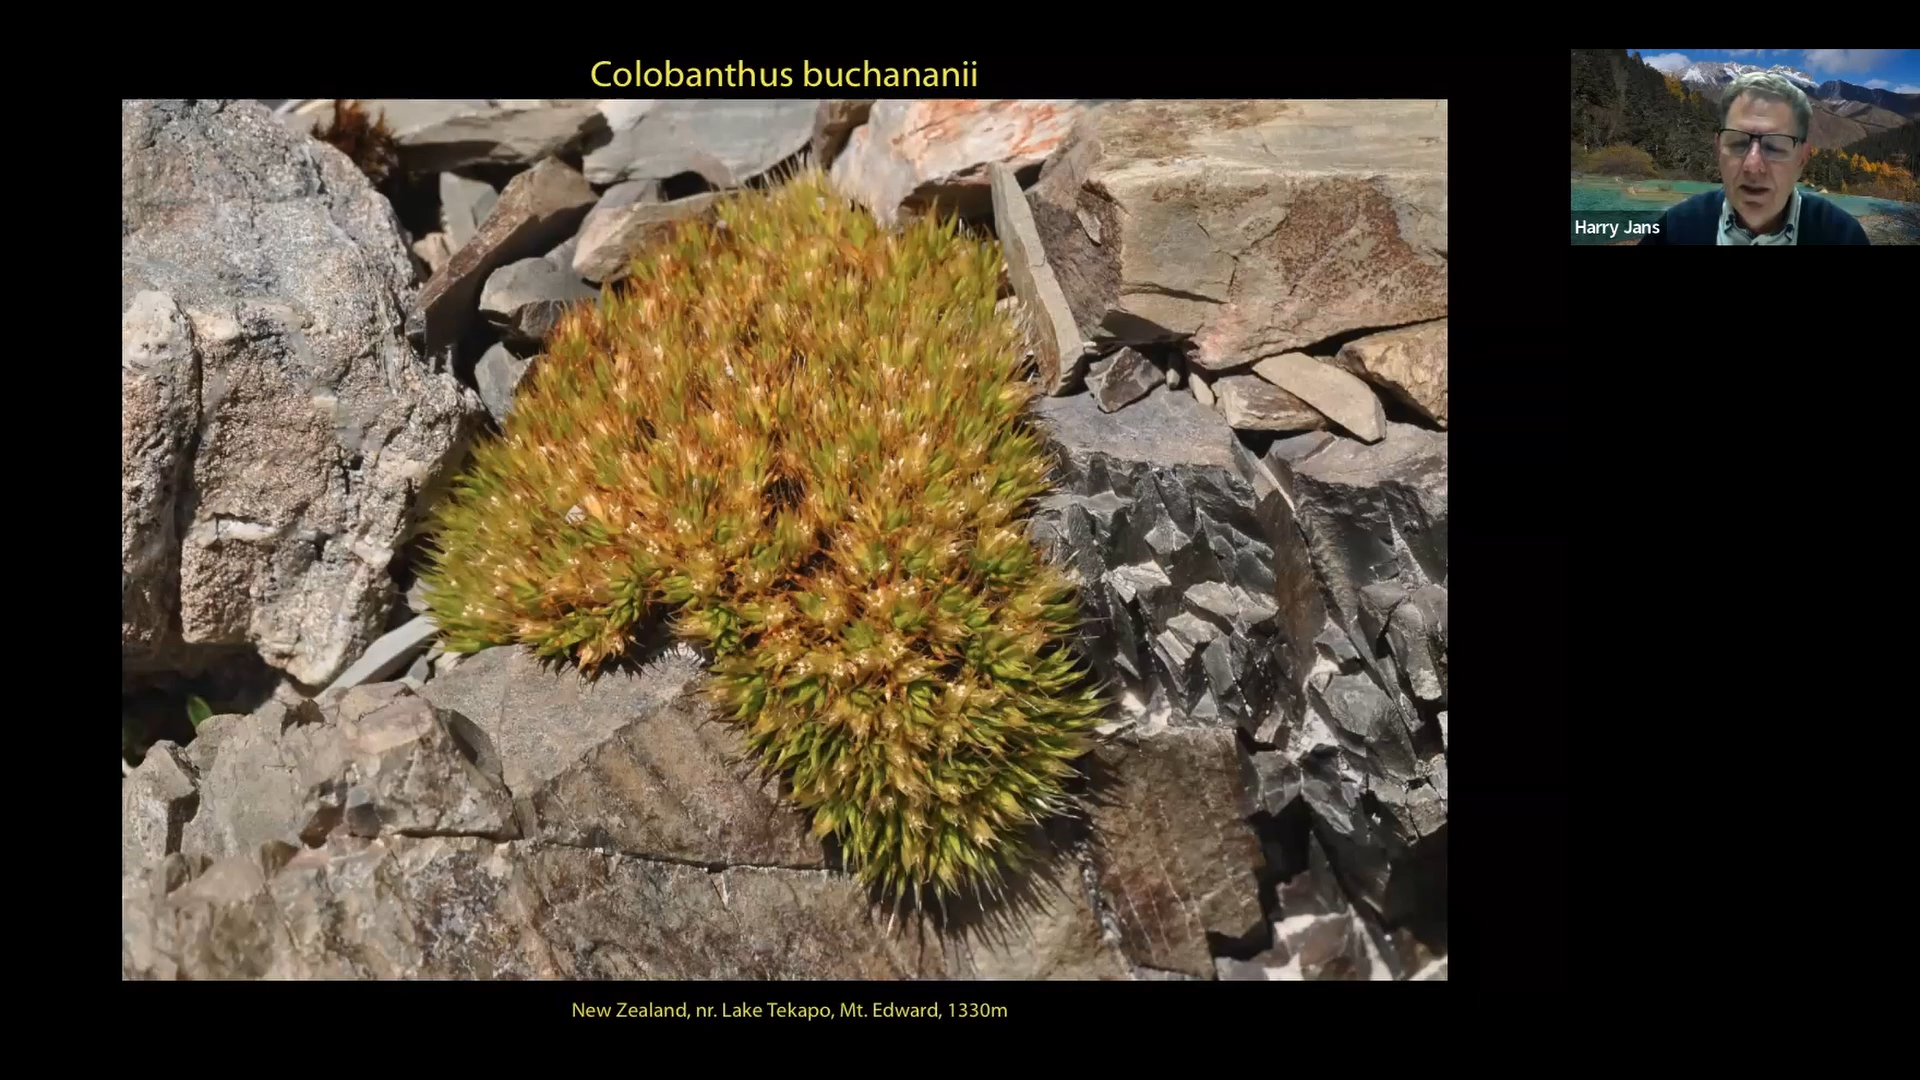 Colobanthus buchananii
Harry Jans
New Zealand, nr. Lake Tekapo, Mt. Edward, 1330m